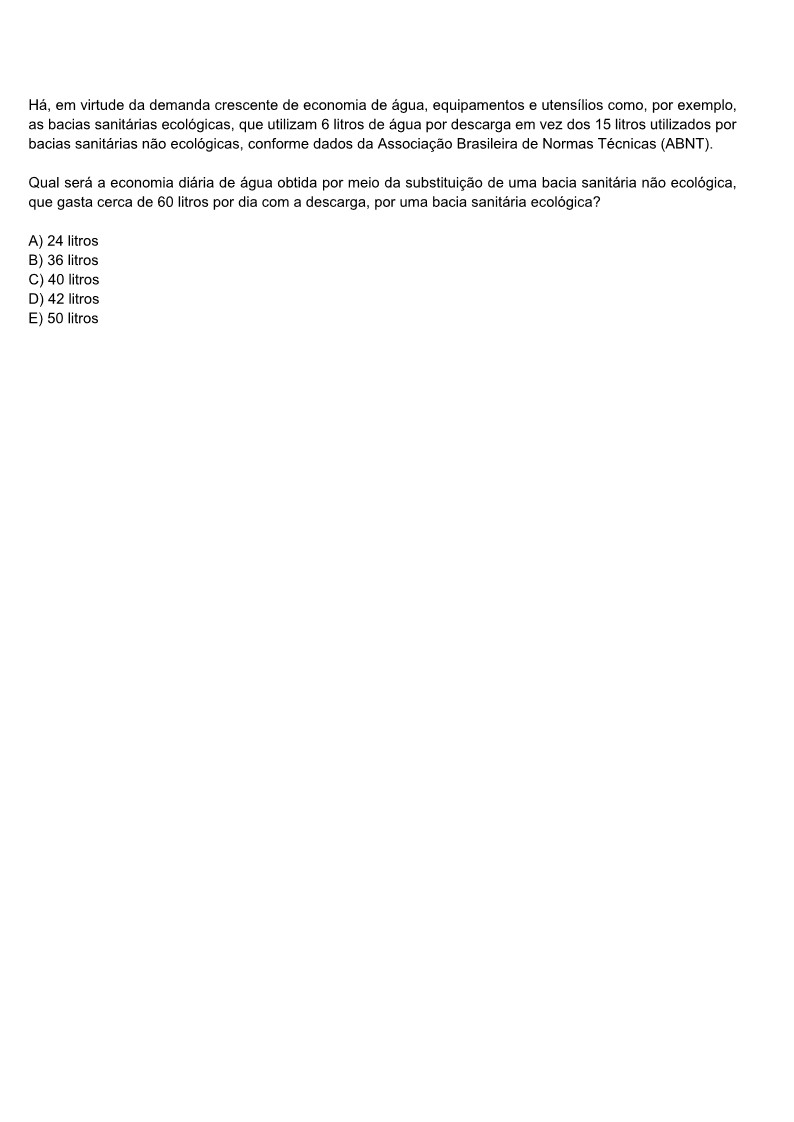 Há, em virtude da demanda crescente de economia de água, equipamentos e utensílios como, por exemplo,
as bacias sanitárias ecológicas, que utilizam 6 litros de água por descarga em vez dos 15 litros utilizados por
bacias sanitárias não ecológicas, conforme dados da Associação Brasileira de Normas Técnicas (ABNT).
Qual será a economia diária de água obtida por meio da substituição de uma bacia sanitária não ecológica,
que gasta cerca de 60 litros por dia com a descarga, por uma bacia sanitária ecológica?
A) 24 litros
B) 36 litros
C) 40 litros
D) 42 litros
E) 50 litros